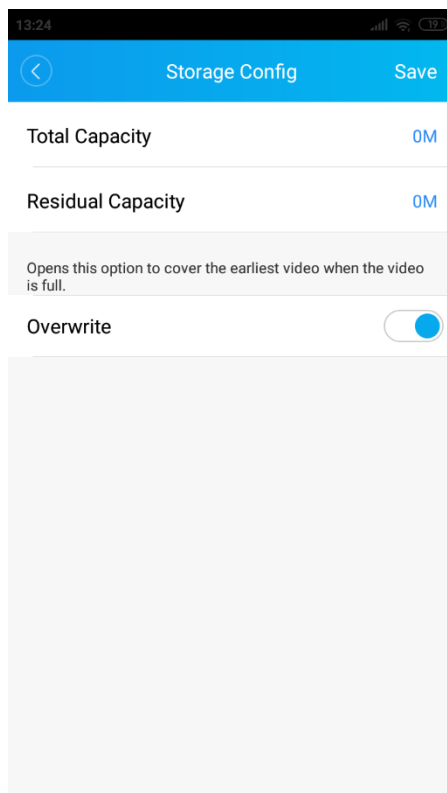 13:24
19
Storage Config
Save
Total Capacity
0M
Residual Capacity
0M
Opens this option to cover the earliest video when the video
is full.
Overwrite